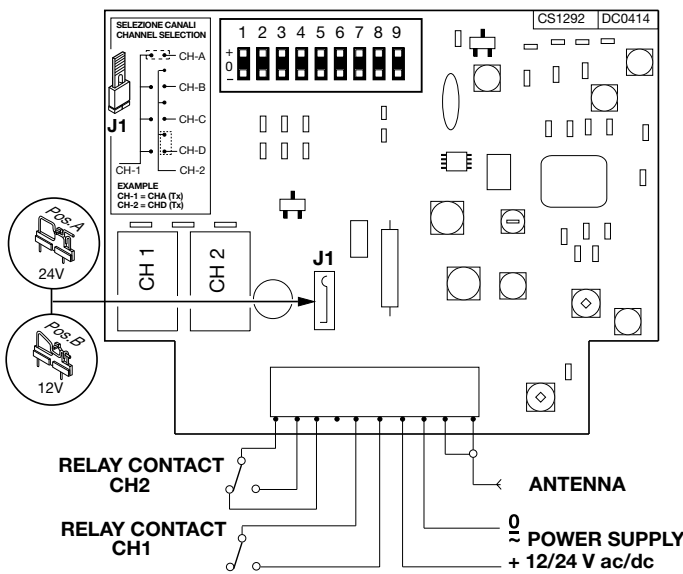 SELEZIONE CANALI
CHANNEL SELECTION
CH-A
CH-B
CH-C
CH-D
CH-1
CH-2
J1
EXAMPLE
CH-1 = CHA (Tx)
CH-2 = CHD (Tx)
1 2 3 4 5 6 7 8 9
+
0
–
CS1292
DC0414
Pos.A
24V
Pos.B
12V
CH 1
CH 2
J1
RELAY CONTACT
CH2
RELAY CONTACT
CH1
ANTENNA
0
~ POWER SUPPLY
+ 12/24 V ac/dc